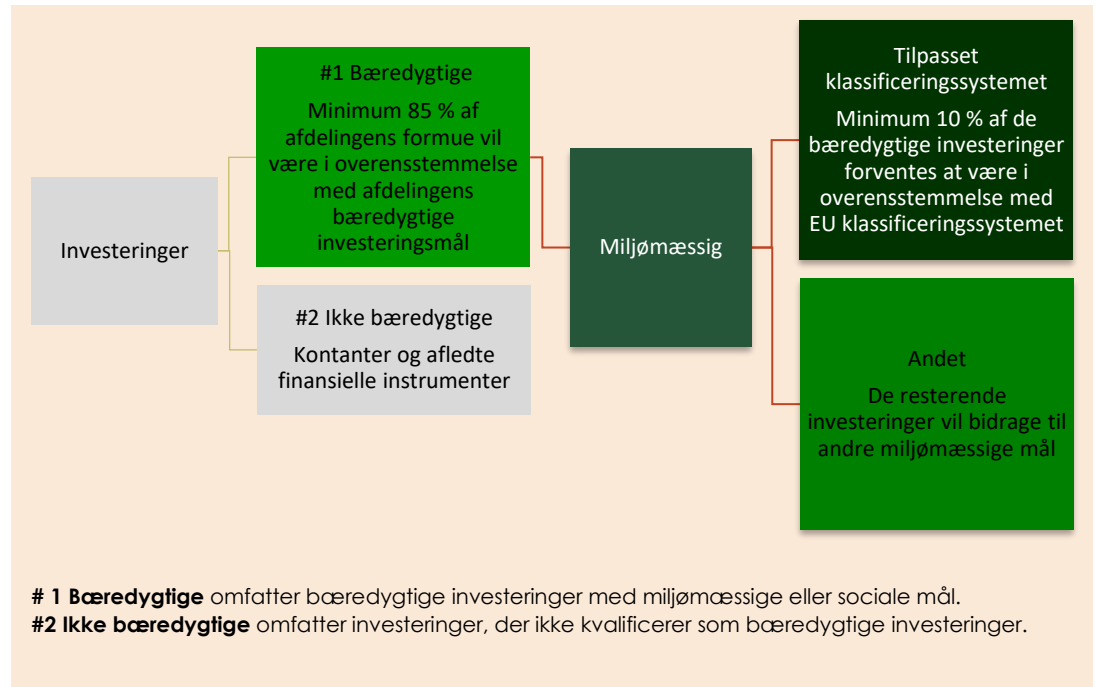 Investeringer
#1 Bæredygtige
Minimum 85 % af
afdelingens formue vil
være i overensstemmelse
med afdelingens
bæredygtige
investeringsmål
#2 Ikke bæredygtige
Kontanter og afledte
finansielle instrumenter
Miljømæssig
Tilpasset
klassificeringssystemet
Minimum 10 % af de
bæredygtige investeringer
forventes at være i
overensstemmelse med
EU klassificeringssystemet
Andet
De resterende
investeringer vil bidrage til
andre miljømæssige mål
# 1 Bæredygtige omfatter bæredygtige investeringer med miljømæssige eller sociale mål.
#2 Ikke bæredygtige omfatter investeringer, der ikke kvalificerer som bæredygtige investeringer.